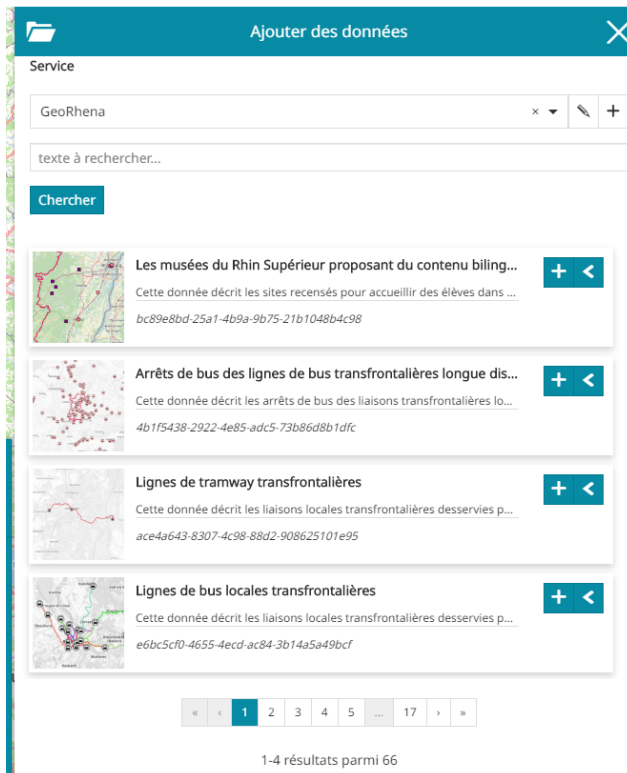 Ajouter des données
Service
GeoRhena
texte à rechercher...
Chercher
Les musées du Rhin Supérieur proposant du contenu biling...
Cette donnée décrit les sites recensés pour accueillir des élèves dans ...
bc89e8bd-25a1-4b9a-9b75-21b1048b4c98
Arrêts de bus des lignes de bus transfrontalières longue dis...
Cette donnée décrit les arrêts de bus des liaisons transfrontalières lo...
4b1f5438-2922-4e85-adc5-73b86d8b1dfc
Lignes de tramway transfrontalières
Cette donnée décrit les liaisons locales transfrontalières desservies p...
ace4a643-8307-4c98-88d2-908625101e95
Lignes de bus locales transfrontalières
Cette donnée décrit les liaisons locales transfrontalières desservies p...
e6bc5cf0-4655-4ecd-ac84-3b14a5a49bcf
« ‹ 1 2 3 4 5 ... 17 › »
1-4 résultats parmi 66